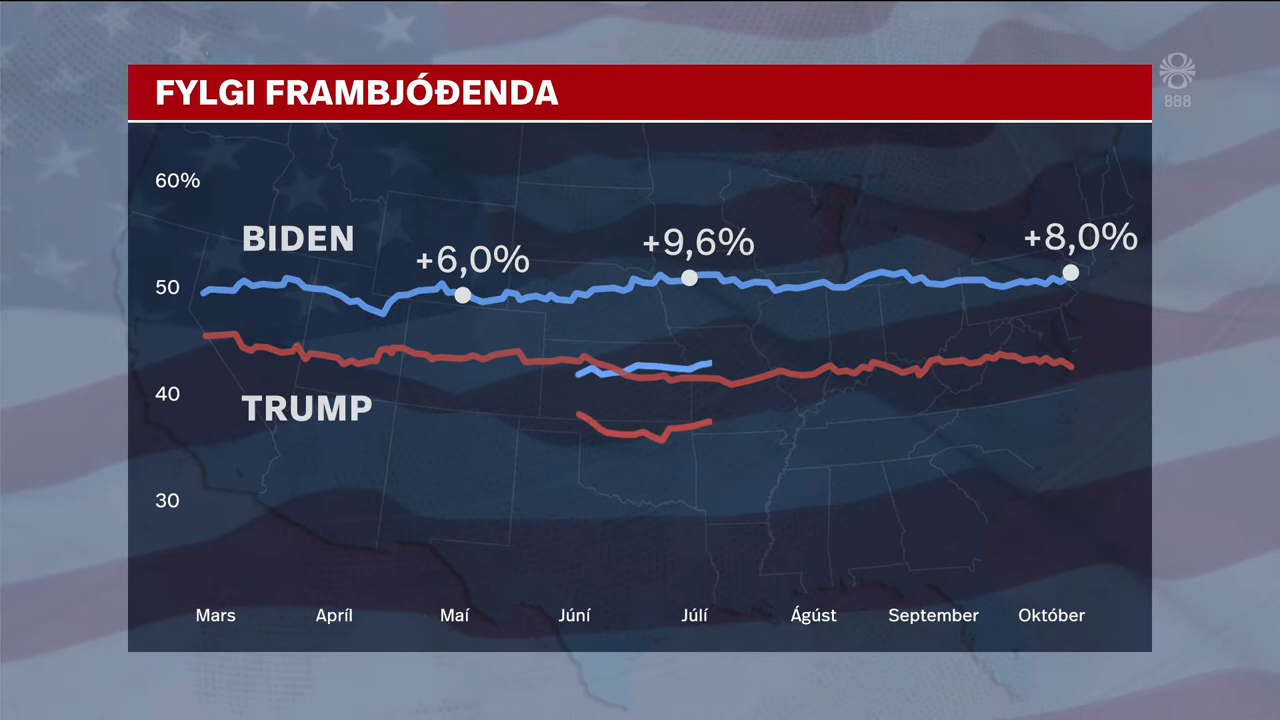 FYLGI FRAMBJÓÐENDA
888
60%
BIDEN
+6,0%
+9,6%
+8,0%
50
40
TRUMP
30
Mars Apríl Maí Júní Júlí Ágúst September Október